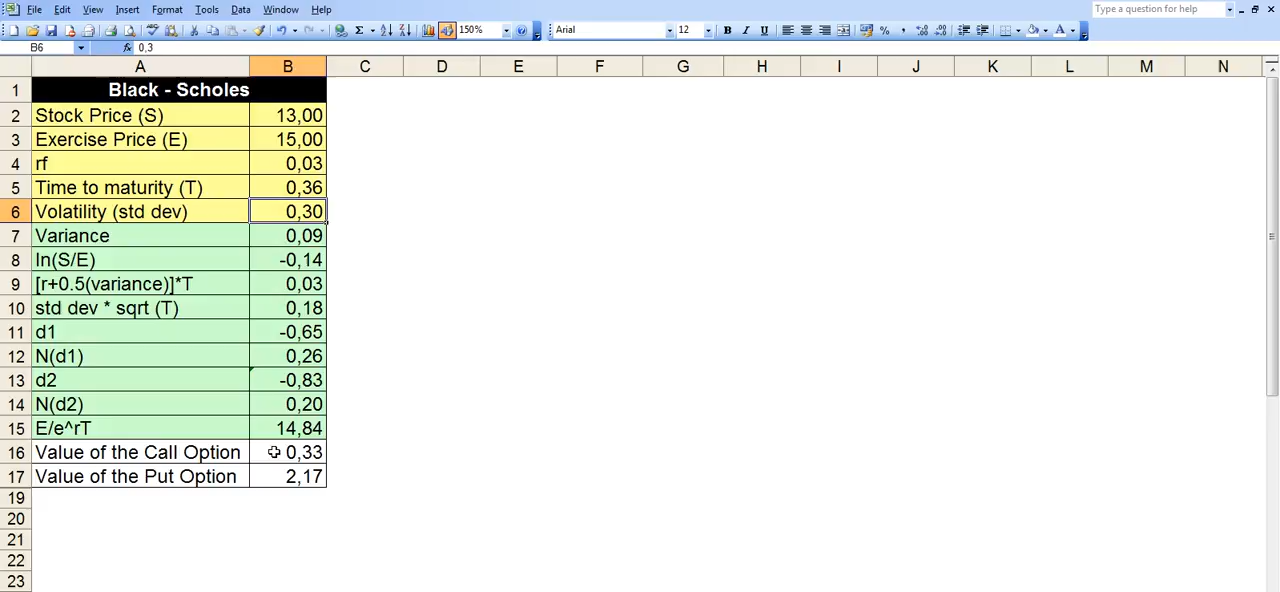 File Edit View Insert Format Tools Data Window Help Type a question for help
150% Arial 12 B I U
B6 fx 0,3
A B C D E F G H I J K L M N
1 Black - Scholes
2 Stock Price (S) 13,00
3 Exercise Price (E) 15,00
4 rf 0,03
5 Time to maturity (T) 0,36
6 Volatility (std dev) 0,30
7 Variance 0,09
8 ln(S/E) -0,14
9 [r+0.5(variance)]*T 0,03
10 std dev * sqrt (T) 0,18
11 d1 -0,65
12 N(d1) 0,26
13 d2 -0,83
14 N(d2) 0,20
15 E/e^rT 14,84
16 Value of the Call Option 0,33
17 Value of the Put Option 2,17
19
20
21
22
23